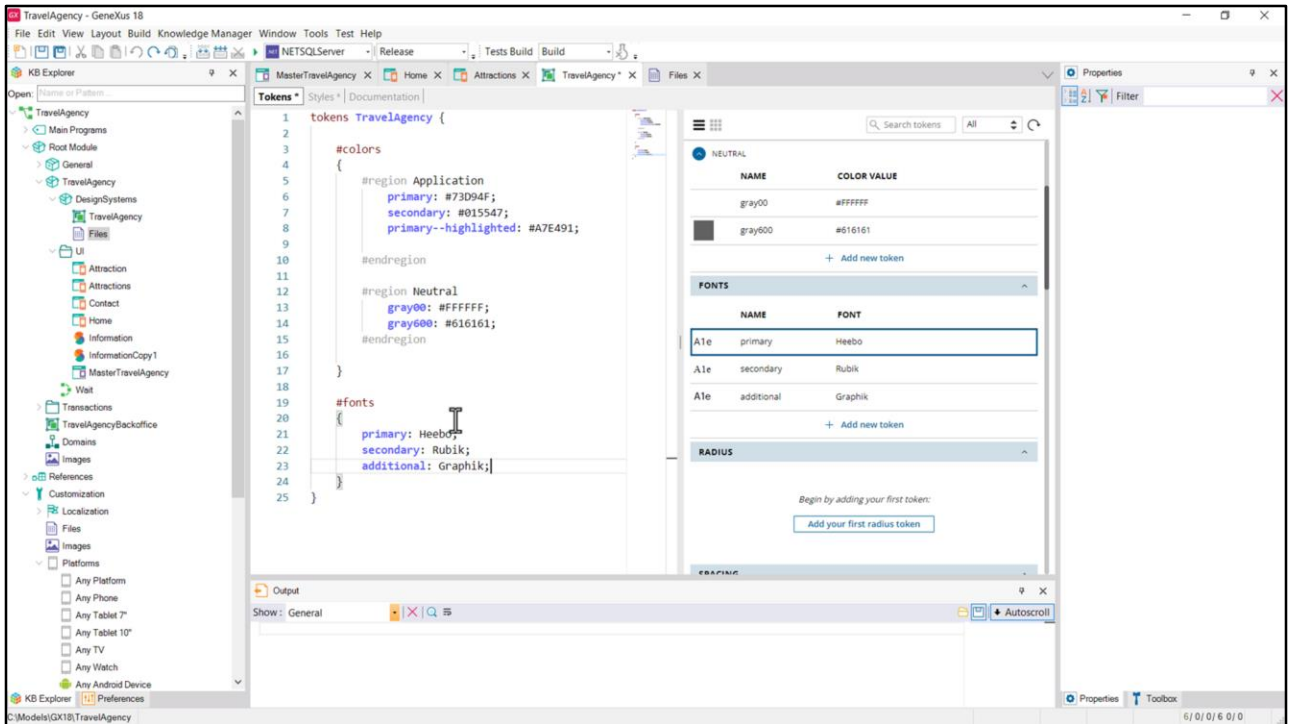 GX TravelAgency - GeneXus 18
File Edit View Layout Build Knowledge Manager Window Tools Test Help
NETSQLServer Release Tests Build Build
KB Explorer
Open: Name or Pattern...
TravelAgency
Main Programs
Root Module
General
TravelAgency
DesignSystems
TravelAgency
Files
UI
Attraction
Attractions
Contact
Home
Information
InformationCopy1
MasterTravelAgency
Wait
Transactions
TravelAgencyBackoffice
Domains
Images
References
Customization
Localization
Files
Images
Platforms
Any Platform
Any Phone
Any Tablet 7"
Any Tablet 10"
Any TV
Any Watch
Any Android Device
KB Explorer Preferences
MasterTravelAgency X Home X Attractions X TravelAgency* X Files X
Tokens * Styles * Documentation
1 tokens TravelAgency {
2
3 #colors
4 {
5 #region Application
6 primary: #73D94F;
7 secondary: #015547;
8 primary--highlighted: #A7E491;
9
10 #endregion
11
12 #region Neutral
13 gray00: #FFFFFF;
14 gray600: #616161;
15 #endregion
16
17 }
18
19 #fonts
20 {
21 primary: Heebo;
22 secondary: Rubik;
23 additional: Graphik;
24 }
25 }
Search tokens All
NEUTRAL
NAME COLOR VALUE
gray00 #FFFFFF
gray600 #616161
+ Add new token
FONTS
NAME FONT
A1e primary Heebo
A1e secondary Rubik
A1e additional Graphik
+ Add new token
RADIUS
Begin by adding your first token:
Add your first radius token
SPACING
Output
Show: General
Autoscroll
Properties
Filter
Properties Toolbox
C:\Models\GX18\TravelAgency
6/0/0/6 0/0